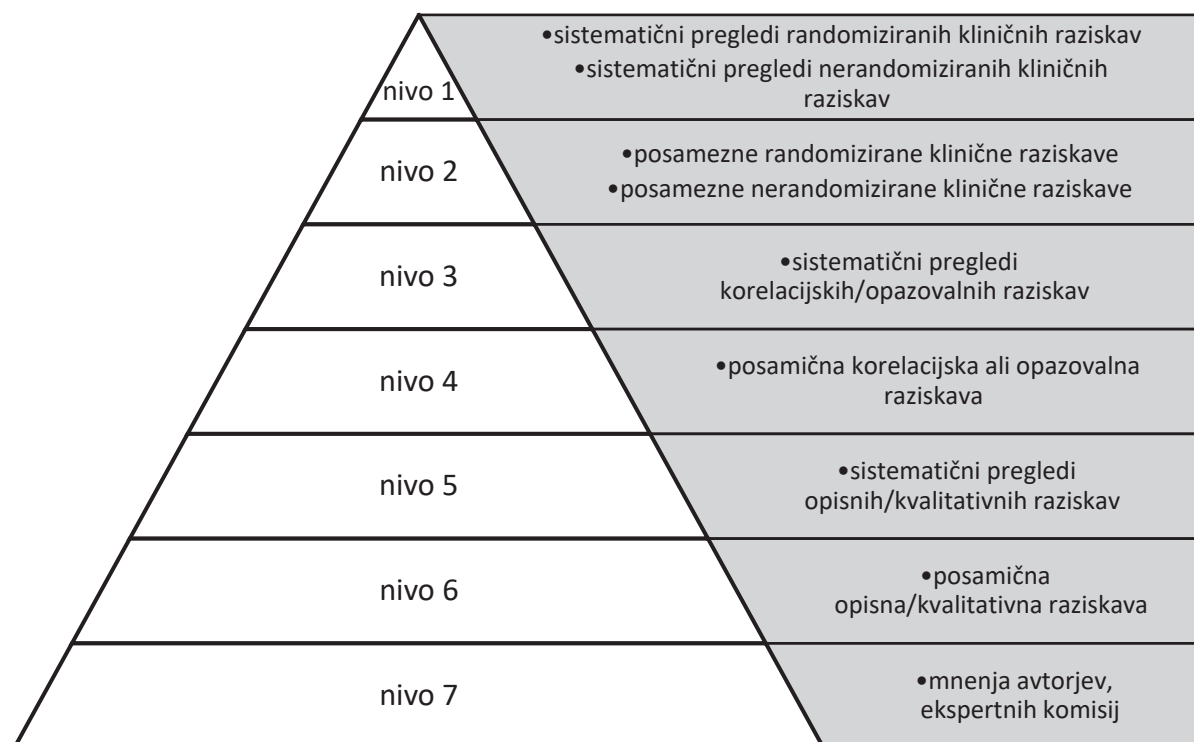 •sistematični pregledi randomiziranih kliničnih raziskav
•sistematični pregledi nerandomiziranih kliničnih
raziskav
nivo 1
•posamezne randomizirane klinične raziskave
nivo 2
•posamezne nerandomizirane klinične raziskave
•sistematični pregledi
nivo 3
korelacijskih/opazovalnih raziskav
•posamična korelacijska ali opazovalna
nivo 4
raziskava
•sistematični pregledi
nivo 5
opisnih/kvalitativnih raziskav
•posamična
nivo 6
opisna/kvalitativna raziskava
•mnenja avtorjev,
nivo 7
ekspertnih komisij